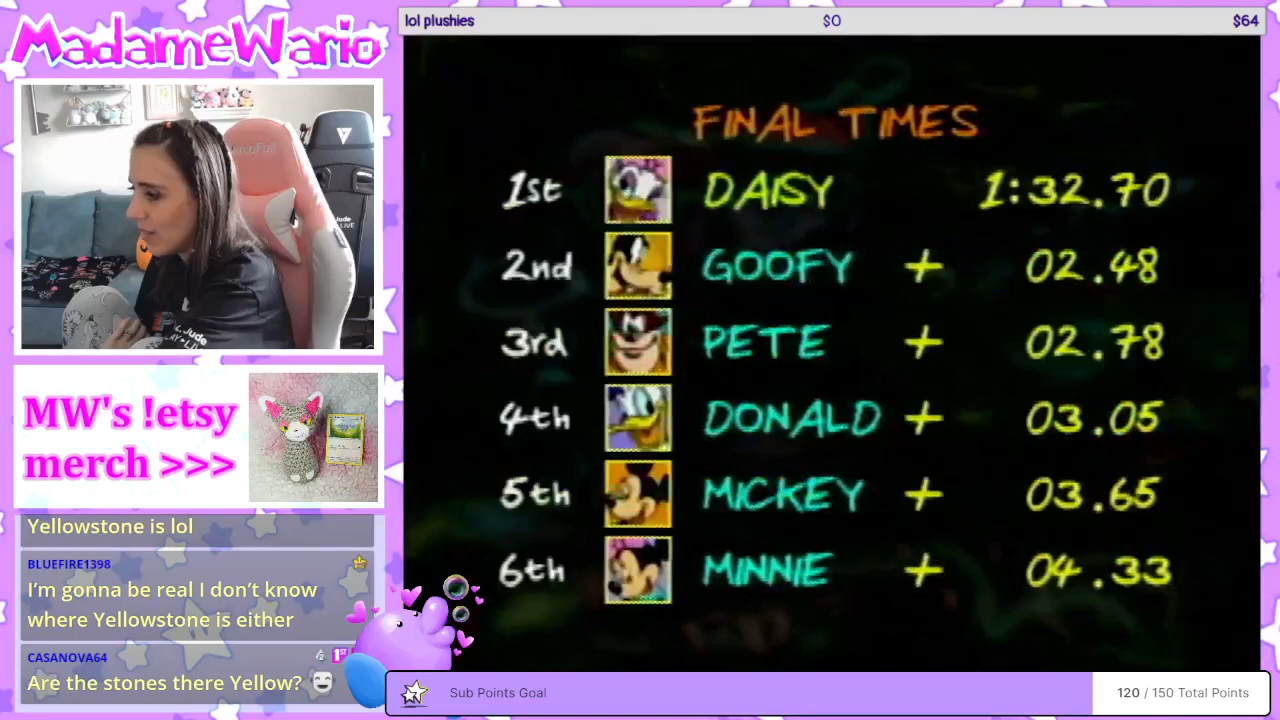 MadameWario
lol plushies $0 $64
FINAL TIMES
1st DAISY 1:32.70
2nd GOOFY + 02.48
3rd PETE + 02.78
4th DONALD + 03.05
5th MICKEY + 03.65
6th MINNIE + 04.33
MW's !etsy
merch >>>
Yellowstone is lol
BLUEFIRE1398
I'm gonna be real I don't know
where Yellowstone is either
CASANOVA64
1ST
Are the stones there Yellow?
Sub Points Goal 120 / 150 Total Points